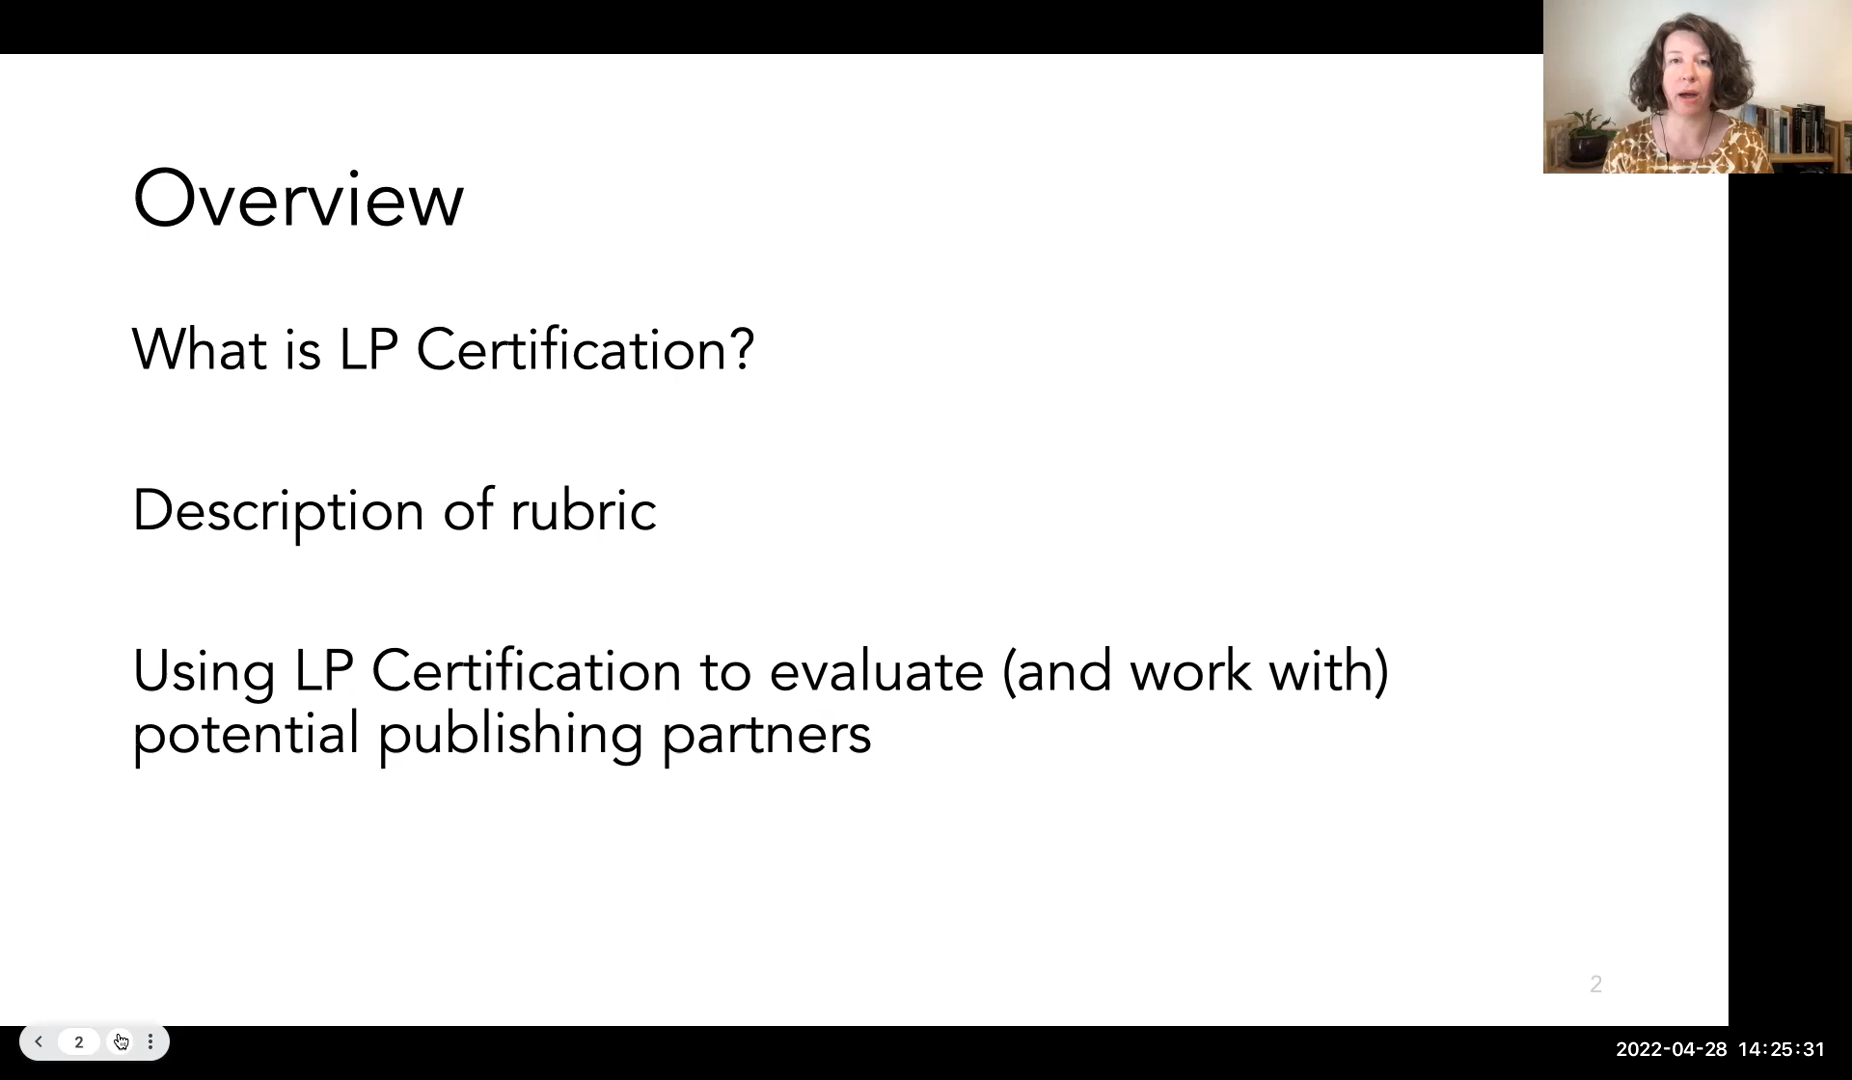 Overview
What is LP Certification?
Description of rubric
Using LP Certification to evaluate (and work with)
potential publishing partners
2
2
2022-04-28 14:25:31